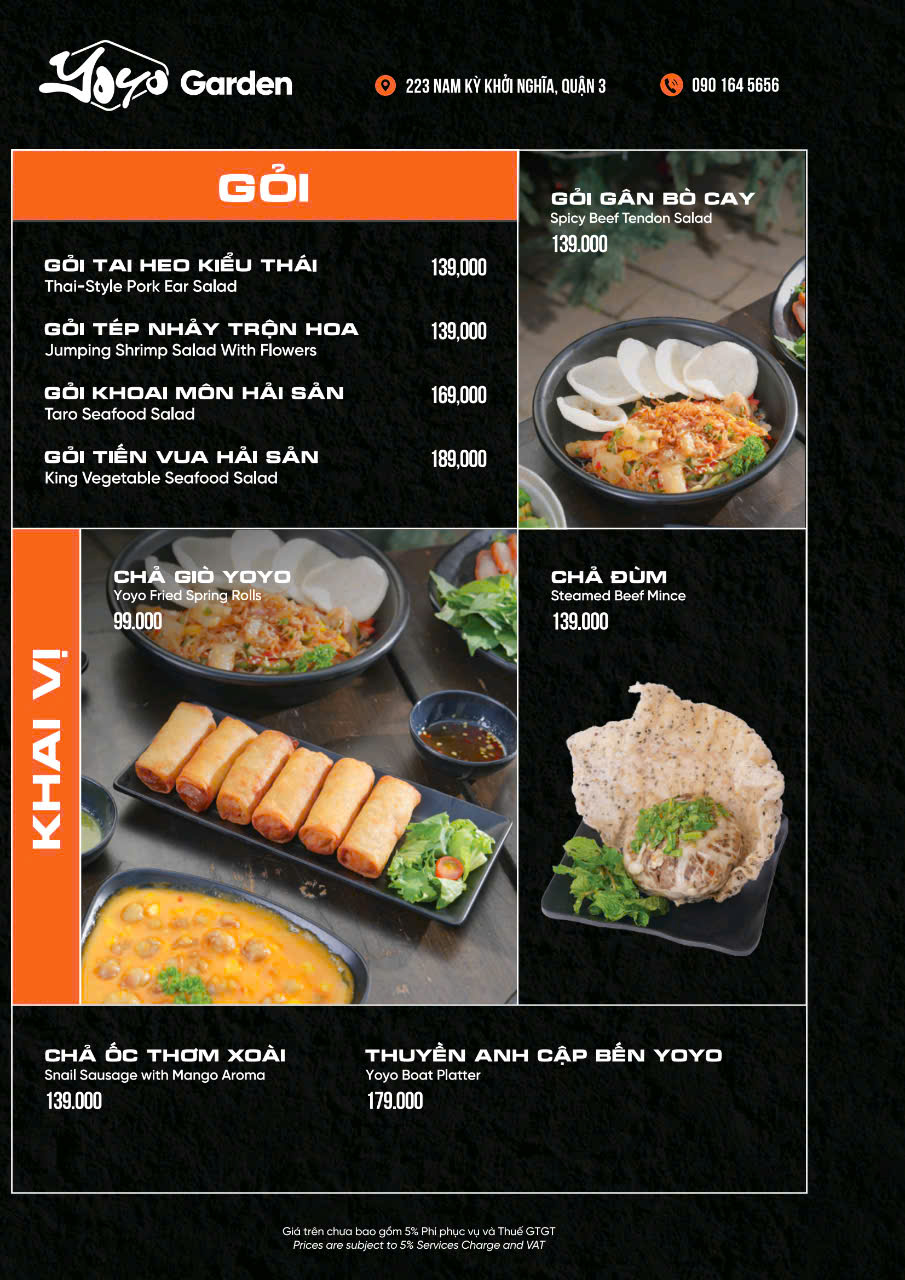 Yoyo Garden
223 NAM KỲ KHỞI NGHĨA, QUẬN 3
090 164 5656
GỎI
GỎI TAI HEO KIỂU THÁI 139,000
Thai-Style Pork Ear Salad
GỎI TÉP NHẢY TRỘN HOA 139,000
Jumping Shrimp Salad With Flowers
GỎI KHOAI MÔN HẢI SẢN 169,000
Taro Seafood Salad
GỎI TIẾN VUA HẢI SẢN 189,000
King Vegetable Seafood Salad
GỎI GÂN BÒ CAY
Spicy Beef Tendon Salad
139.000
KHAI VỊ
CHẢ GIÒ YOYO
Yoyo Fried Spring Rolls
99.000
CHẢ ĐÙM
Steamed Beef Mince
139.000
CHẢ ỐC THƠM XOÀI
Snail Sausage with Mango Aroma
139.000
THUYỀN ANH CẬP BẾN YOYO
Yoyo Boat Platter
179.000
Giá trên chưa bao gồm 5% Phí phục vụ và Thuế GTGT
Prices are subject to 5% Services Charge and VAT